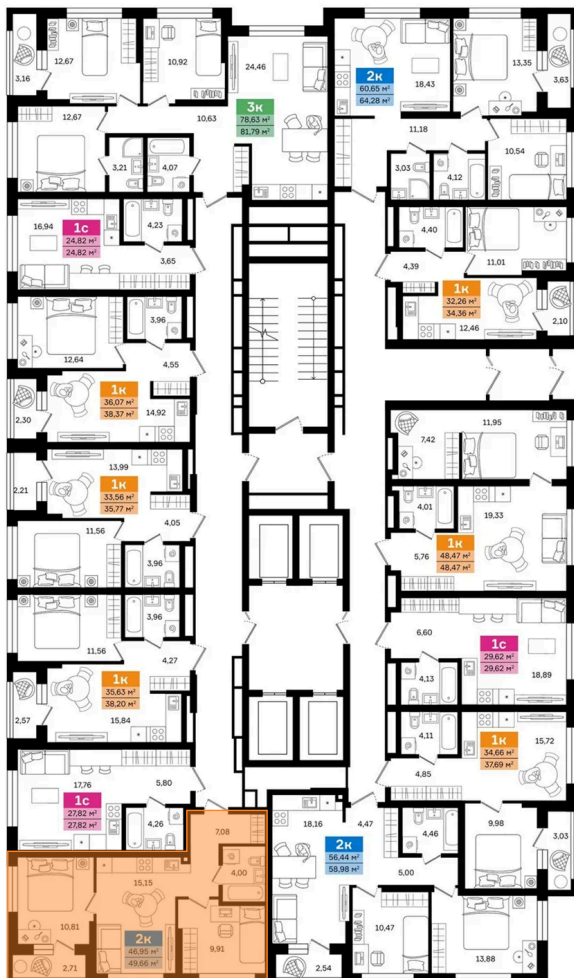 3,16
12,67
10,92
24,46
3к
78,63 м²
81,79 м²
12,67
10,63
3,21
4,07
2к
60,65 м²
64,28 м²
18,43
13,35
3,63
11,18
3,03
4,12
10,54
16,94
1с
24,82 м²
24,82 м²
4,23
3,65
4,40
11,01
4,39
1к
32,26 м²
34,36 м²
12,46
2,10
12,64
3,96
4,55
1к
36,07 м²
38,37 м²
14,92
2,30
7,42
11,95
13,99
2,21
1к
33,56 м²
35,77 м²
4,05
11,56
3,96
4,01
19,33
5,76
1к
48,47 м²
48,47 м²
3,96
11,56
4,27
1к
35,63 м²
38,20 м²
2,57
15,84
6,60
1с
29,62 м²
29,62 м²
4,13
18,89
4,11
1к
34,66 м²
37,69 м²
15,72
4,85
17,76
5,80
1с
27,82 м²
27,82 м²
4,26
7,08
15,15
4,00
10,81
2к
46,95 м²
49,66 м²
9,91
2,71
18,16
4,47
2к
56,44 м²
58,98 м²
4,46
9,98
3,03
5,00
10,47
13,88
2,54